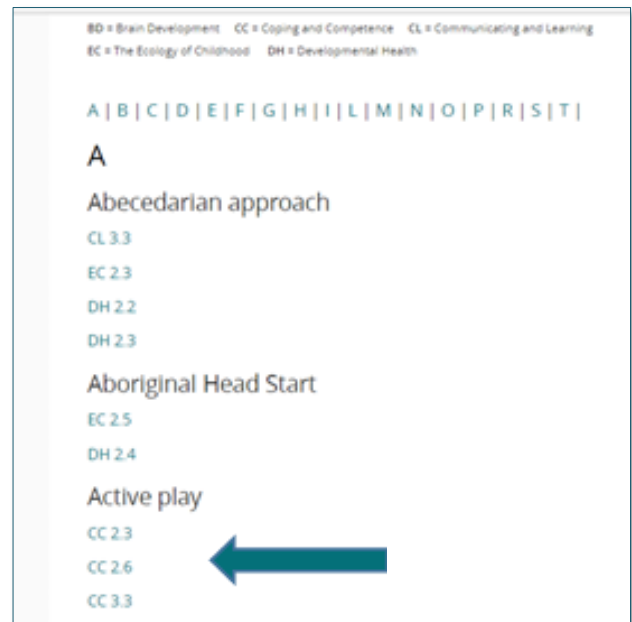 BD = Brain Development CC = Coping and Competence CL = Communicating and Learning
EC = The Ecology of Childhood DH = Developmental Health
A | B | C | D | E | F | G | H | I | L | M | N | O | P | R | S | T |
A
Abecedarian approach
CL 3.3
EC 2.3
DH 2.2
DH 2.3
Aboriginal Head Start
EC 2.5
DH 2.4
Active play
CC 2.3
CC 2.6
CC 3.3